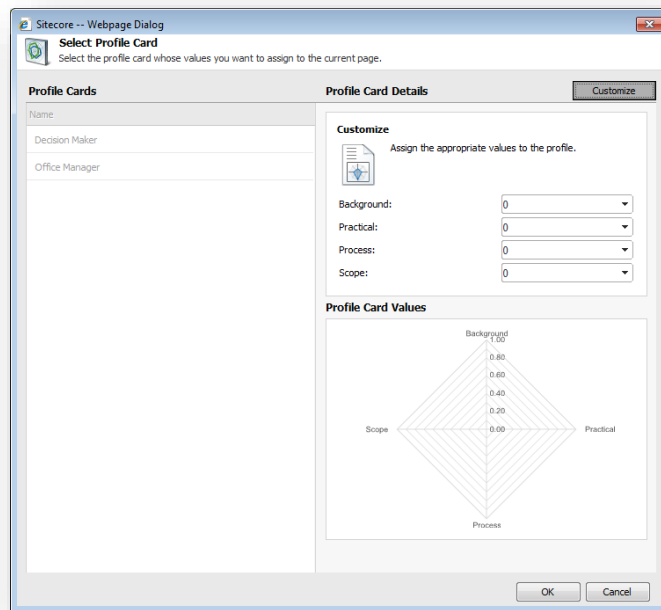 Sitecore -- Webpage Dialog
Select Profile Card
Select the profile card whose values you want to assign to the current page.
Profile Cards
Name
Decision Maker
Office Manager
Profile Card Details
Customize
Customize
Assign the appropriate values to the profile.
Background: 0
Practical: 0
Process: 0
Scope: 0
Profile Card Values
Background
1.00
0.80
0.60
0.40
0.20
Scope 0.00 Practical
Process
OK Cancel